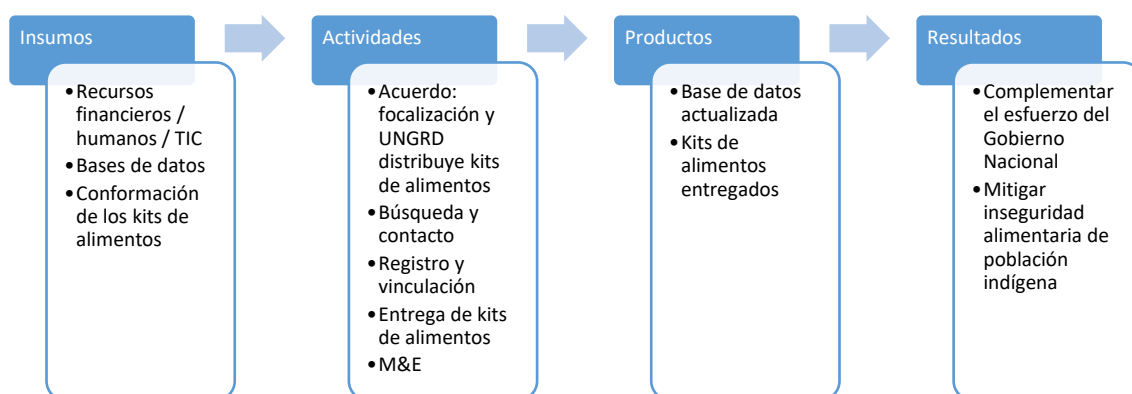 Insumos
•Recursos
financieros /
humanos / TIC
•Bases de datos
•Conformación
de los kits de
alimentos
Actividades
•Acuerdo:
focalización y
UNGRD
distribuye kits
de alimentos
•Búsqueda y
contacto
•Registro y
vinculación
•Entrega de kits
de alimentos
•M&E
Productos
•Base de datos
actualizada
•Kits de
alimentos
entregados
Resultados
•Complementar
el esfuerzo del
Gobierno
Nacional
•Mitigar
inseguridad
alimentaria de
población
indígena